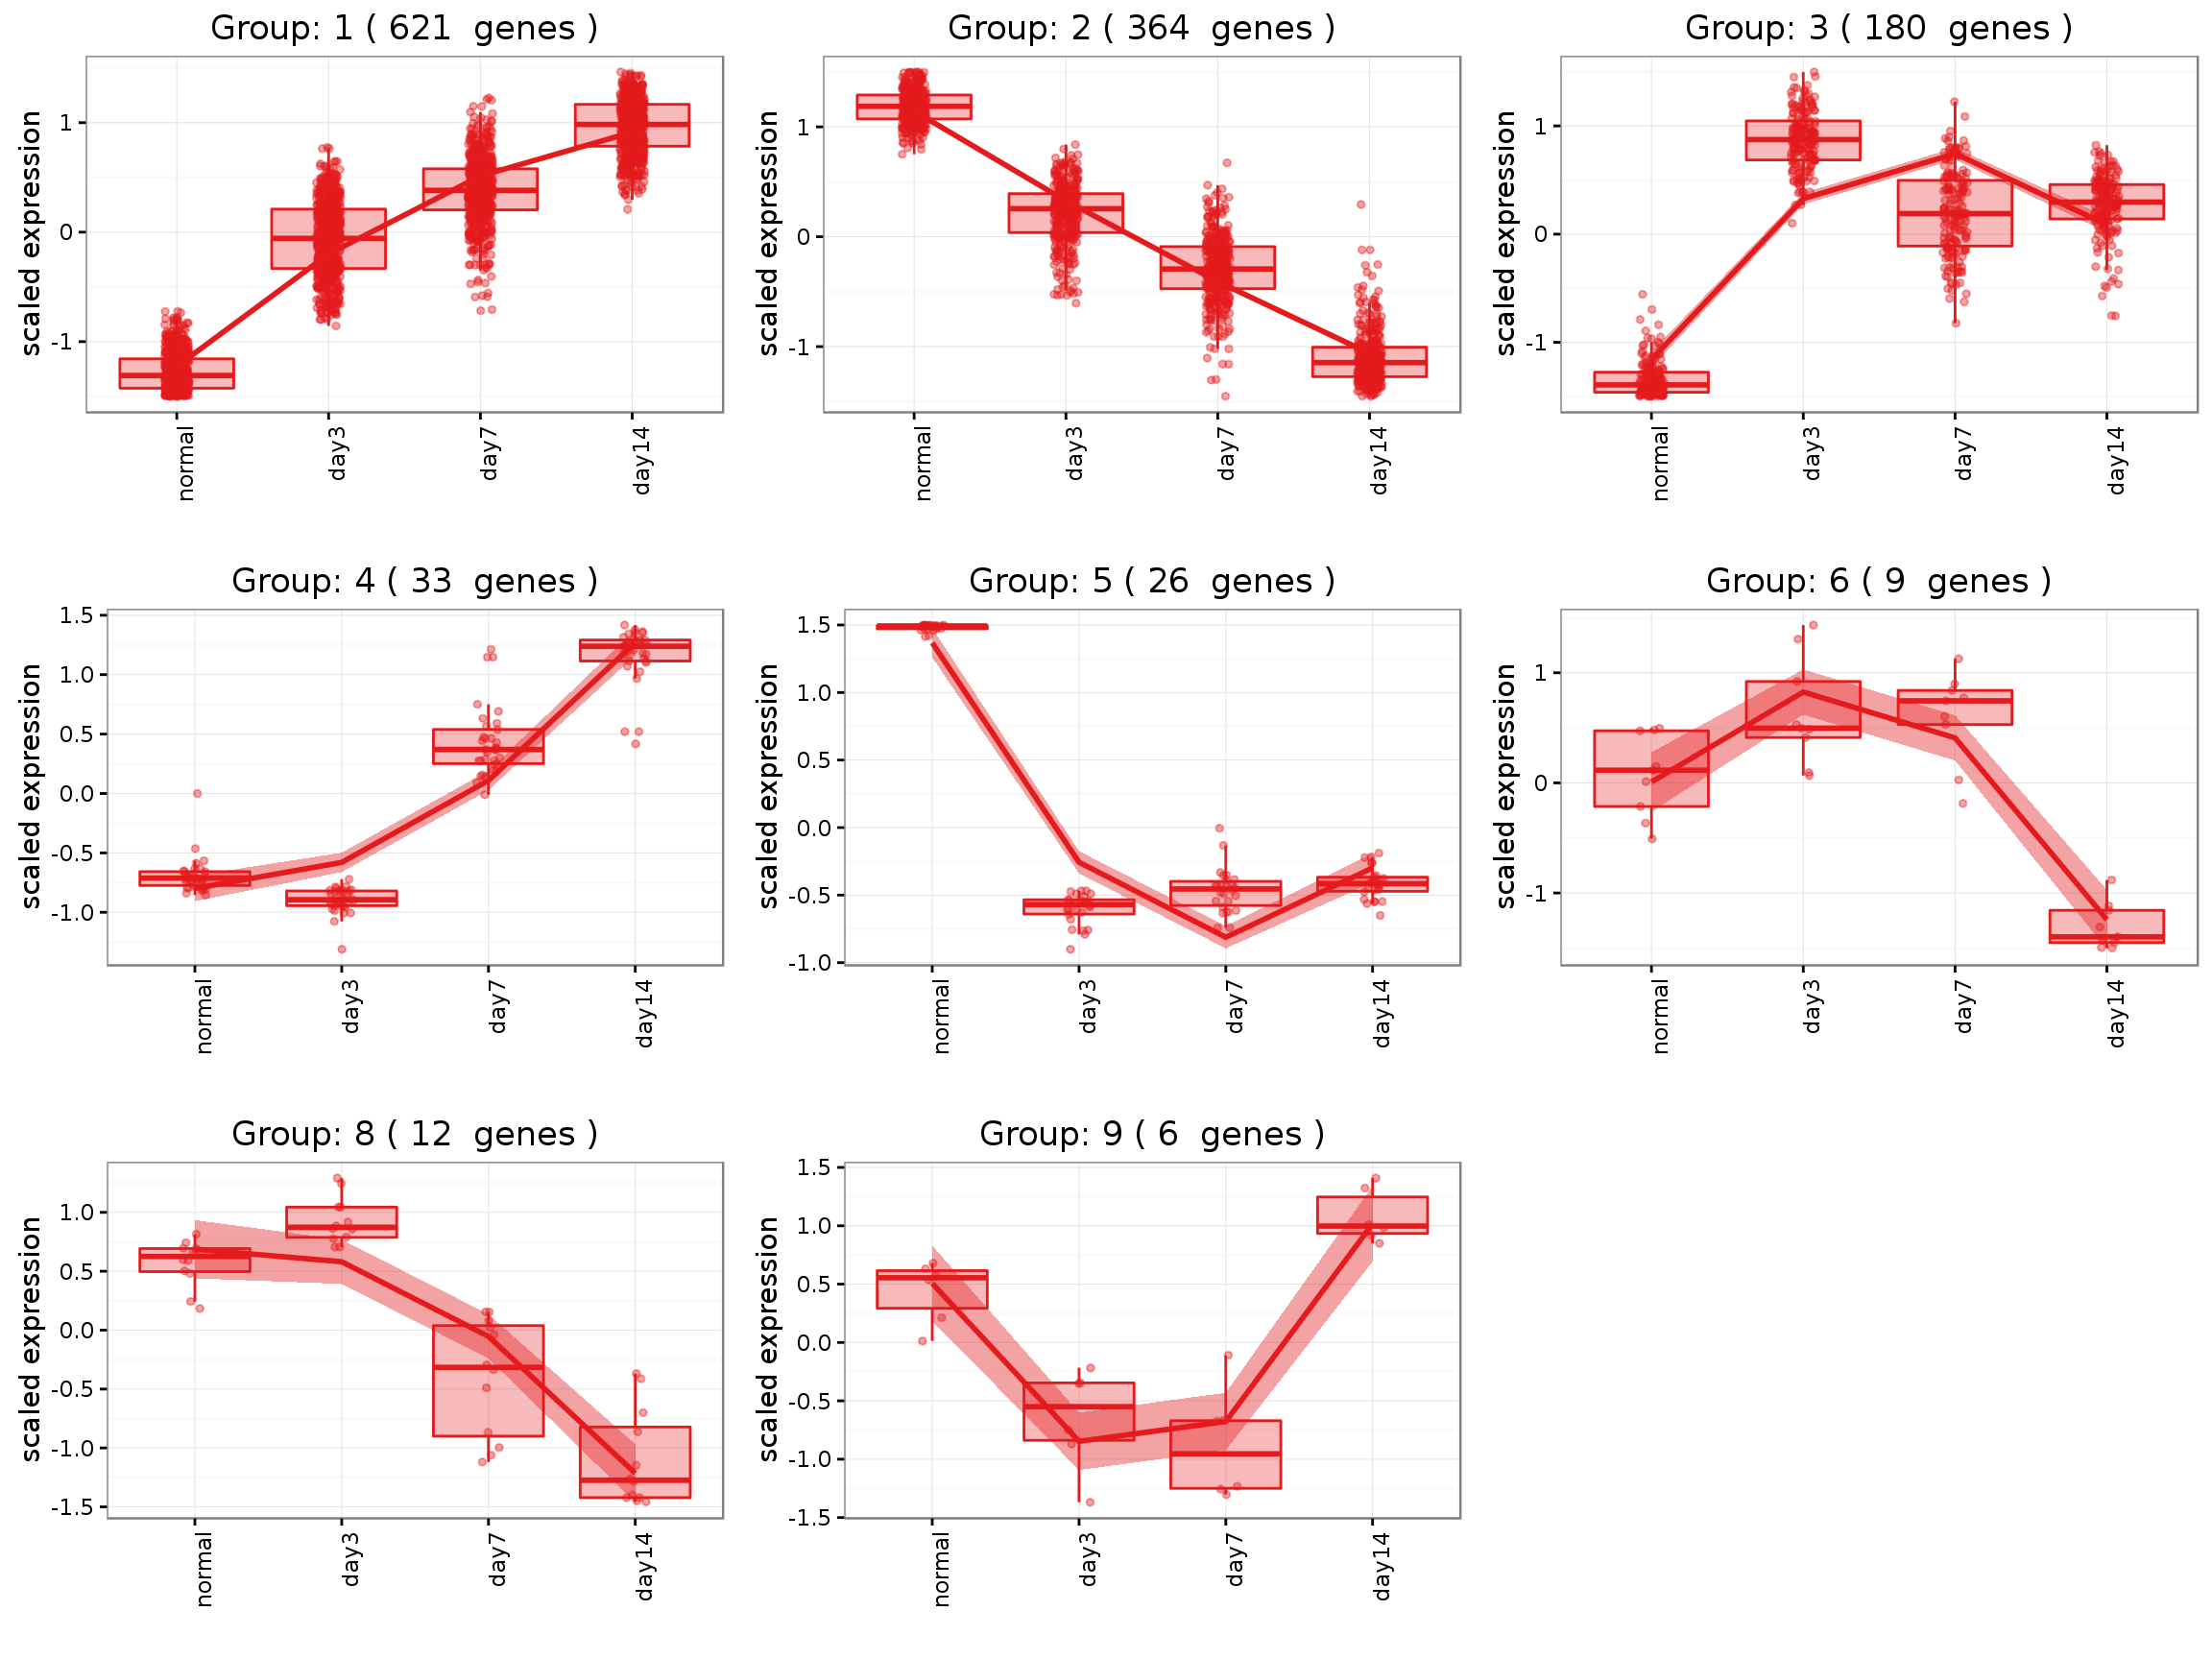 Group: 1 ( 621  genes )
scaled expression
1
0
-1
normal
day3
day7
day14
Group: 2 ( 364  genes )
scaled expression
1
0
-1
normal
day3
day7
day14
Group: 3 ( 180  genes )
scaled expression
1
0
-1
normal
day3
day7
day14
Group: 4 ( 33  genes )
scaled expression
1.5
1.0
0.5
0.0
-0.5
-1.0
normal
day3
day7
day14
Group: 5 ( 26  genes )
scaled expression
1.5
1.0
0.5
0.0
-0.5
-1.0
normal
day3
day7
day14
Group: 6 ( 9  genes )
scaled expression
1
0
-1
normal
day3
day7
day14
Group: 8 ( 12  genes )
scaled expression
1.0
0.5
0.0
-0.5
-1.0
-1.5
normal
day3
day7
day14
Group: 9 ( 6  genes )
scaled expression
1.5
1.0
0.5
0.0
-0.5
-1.0
-1.5
normal
day3
day7
day14